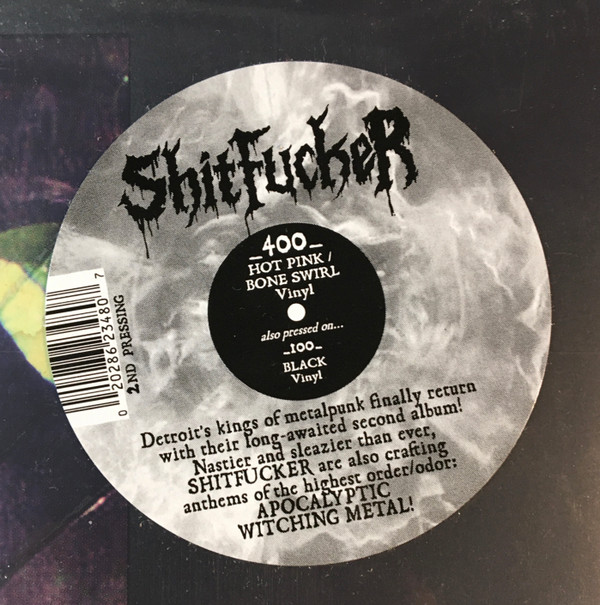 ShitFuckeR
_400_
HOT PINK /
BONE SWIRL
Vinyl
also pressed on...
_100_
BLACK
Vinyl
0 20286 23480 7
2ND PRESSING
Detroit's kings of metalpunk finally return
with their long-awaited second album!
Nastier and sleazier than ever,
SHITFUCKER are also crafting
anthems of the highest order/odor:
APOCALYPTIC
WITCHING METAL!